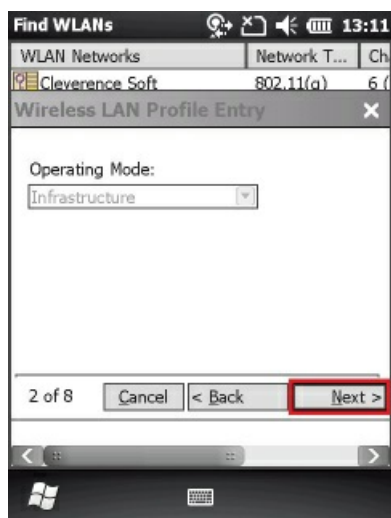 Find WLANs 13:11
WLAN Networks Network T... Ch
Cleverence Soft 802.11(g) 6 (
Wireless LAN Profile Entry
Operating Mode:
Infrastructure
2 of 8 Cancel < Back Next >